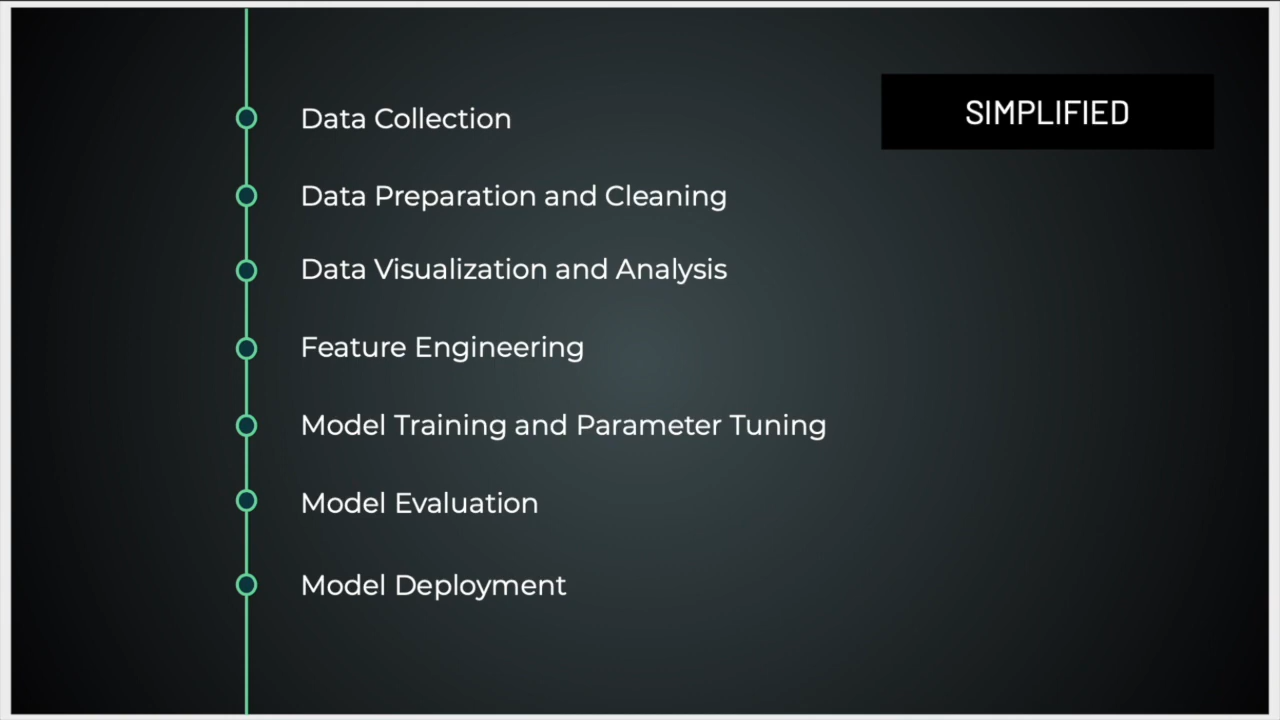 SIMPLIFIED
Data Collection
Data Preparation and Cleaning
Data Visualization and Analysis
Feature Engineering
Model Training and Parameter Tuning
Model Evaluation
Model Deployment